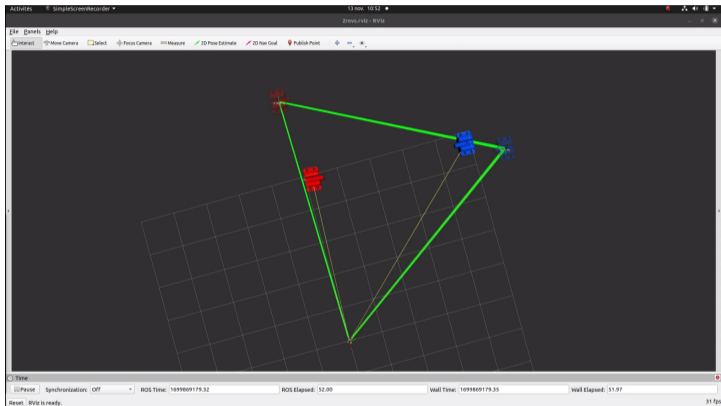 Activités SimpleScreenRecorder 13 nov. 10:52
2rovs.rviz - RViz
File Panels Help
Interact Move Camera Select Focus Camera Measure 2D Pose Estimate 2D Nav Goal Publish Point
Time
Pause Synchronization: Off ROS Time: 1699869179.32 ROS Elapsed: 52.00 Wall Time: 1699869179.35 Wall Elapsed: 51.97
Reset RViz is ready. 31 fps